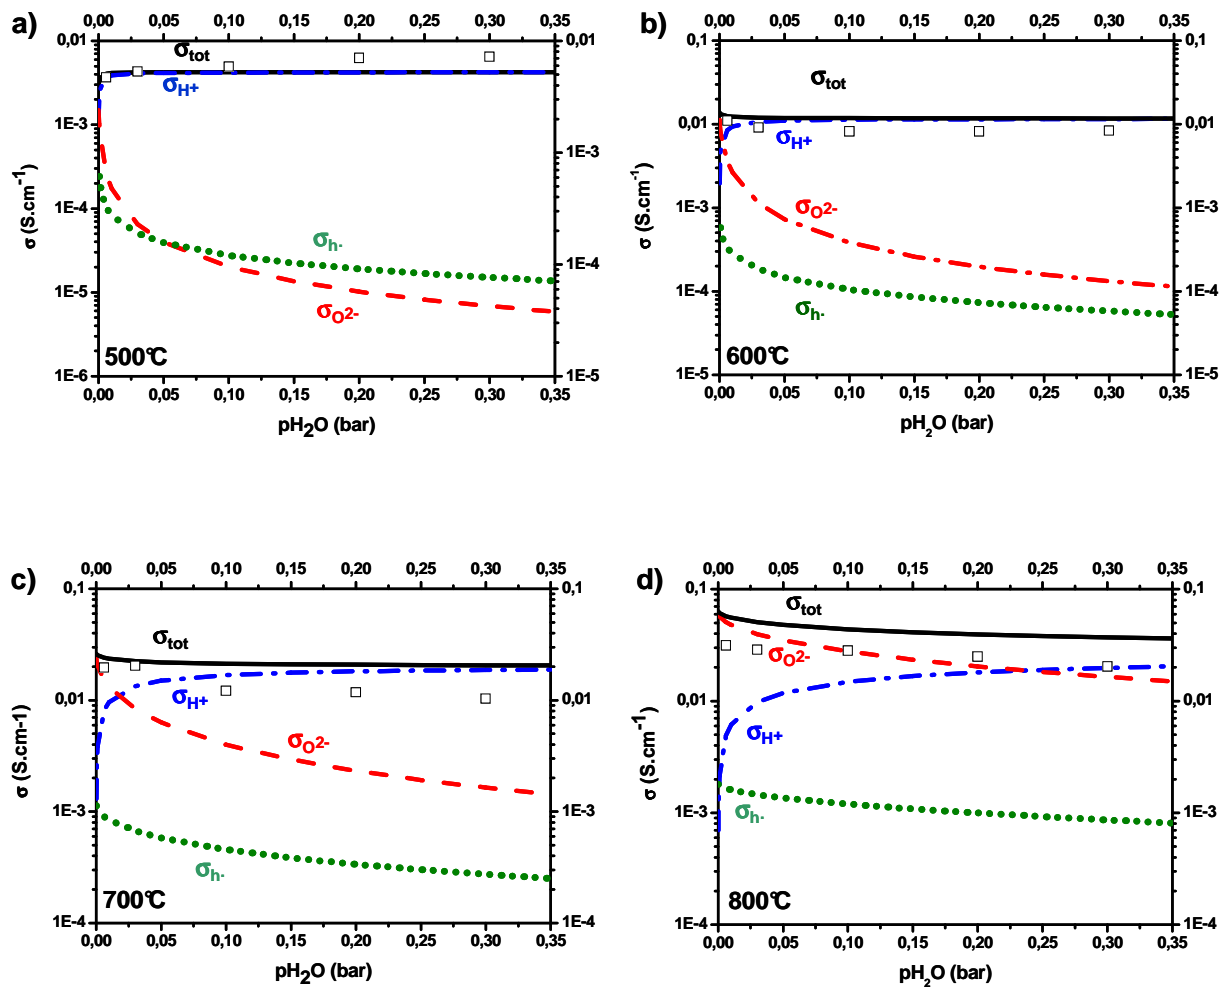 a)
0,00 0,05 0,10 0,15 0,20 0,25 0,30 0,35
0,01 0,01
1E-3 1E-3
1E-4 1E-4
1E-5 1E-5
1E-6
σ (S.cm-1)
σtot
σH+
σh·
σO2-
500°C
0,00 0,05 0,10 0,15 0,20 0,25 0,30 0,35
pH2O (bar)
b)
0,00 0,05 0,10 0,15 0,20 0,25 0,30 0,35
0,1 0,1
0,01 0,01
1E-3 1E-3
1E-4 1E-4
1E-5 1E-5
σ (S.cm-1)
σtot
σH+
σO2-
σh·
600°C
0,00 0,05 0,10 0,15 0,20 0,25 0,30 0,35
pH2O (bar)
c)
0,00 0,05 0,10 0,15 0,20 0,25 0,30 0,35
0,1 0,1
0,01 0,01
1E-3 1E-3
1E-4 1E-4
σ (S.cm-1)
σtot
σH+
σO2-
σh·
700°C
0,00 0,05 0,10 0,15 0,20 0,25 0,30 0,35
pH2O (bar)
d)
0,00 0,05 0,10 0,15 0,20 0,25 0,30 0,35
0,1 0,1
0,01 0,01
1E-3 1E-3
1E-4 1E-4
σ (S.cm-1)
σtot
σO2-
σH+
σh·
800°C
0,00 0,05 0,10 0,15 0,20 0,25 0,30 0,35
pH2O (bar)